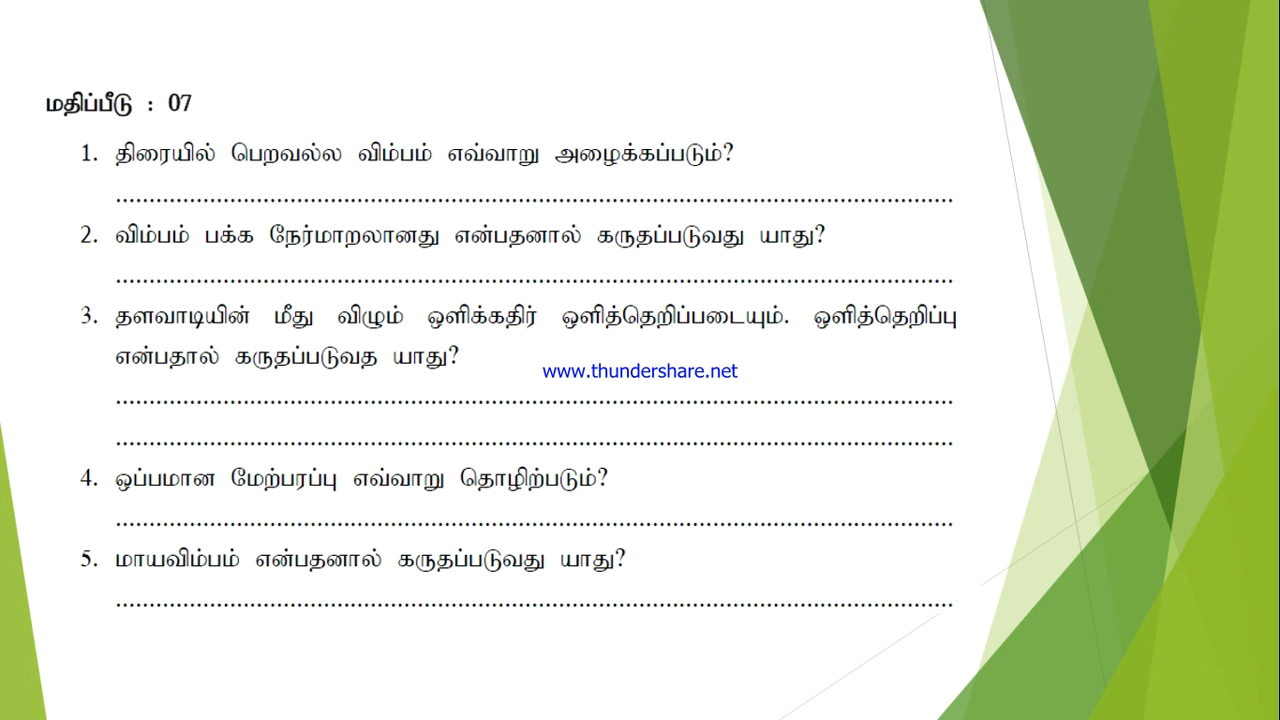 மதிப்பீடு : 07
1. திரையில் பெறவல்ல விம்பம் எவ்வாறு அழைக்கப்படும்?
................................................................................
2. விம்பம் பக்க நேர்மாறலானது என்பதனால் கருதப்படுவது யாது?
................................................................................
3. தளவாடியின் மீது விழும் ஒளிக்கதிர் ஒளித்தெறிப்படையும். ஒளித்தெறிப்பு
என்பதால் கருதப்படுவத யாது?
www.thundershare.net
................................................................................
................................................................................
4. ஒப்பமான மேற்பரப்பு எவ்வாறு தொழிற்படும்?
................................................................................
5. மாயவிம்பம் என்பதனால் கருதப்படுவது யாது?
................................................................................